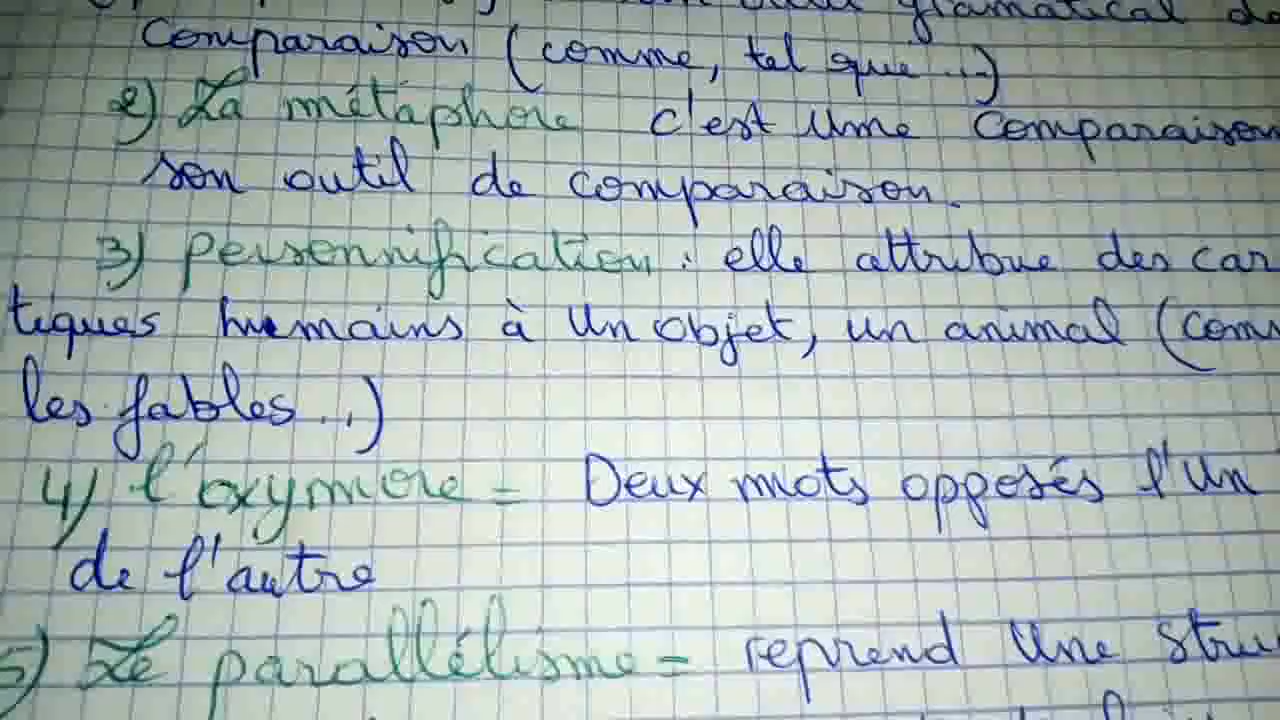 gramatical de
Comparaison (comme, tel que...)
2) La métaphore c'est une comparaison
son outil de comparaison.
3) personnification : elle attribue des car
tiques humains à un objet, un animal (com
les fables...)
4) l'oxymore = Deux mots opposés l'un
de l'autre
5) Le parallélisme = reprend une stru